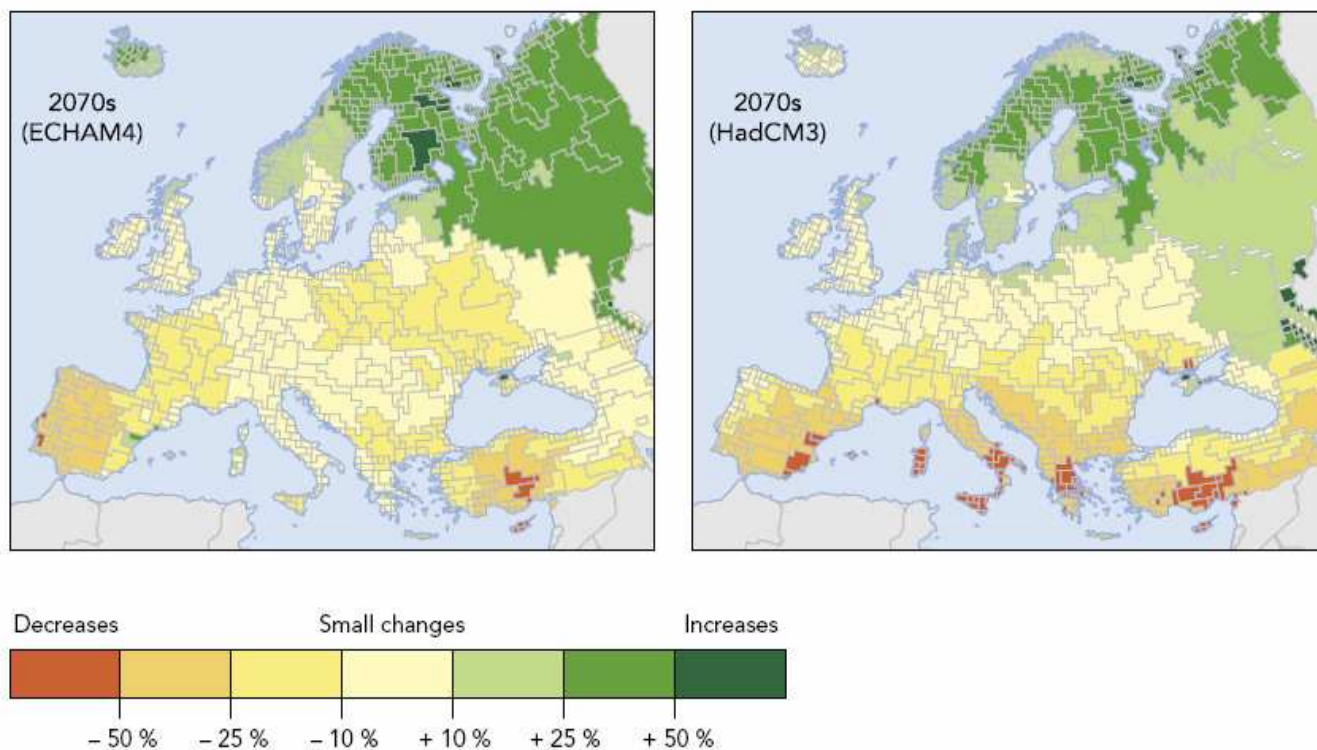 2070s
(ECHAM4)
2070s
(HadCM3)
Decreases Small changes Increases
– 50 % – 25 % – 10 % + 10 % + 25 % + 50 %